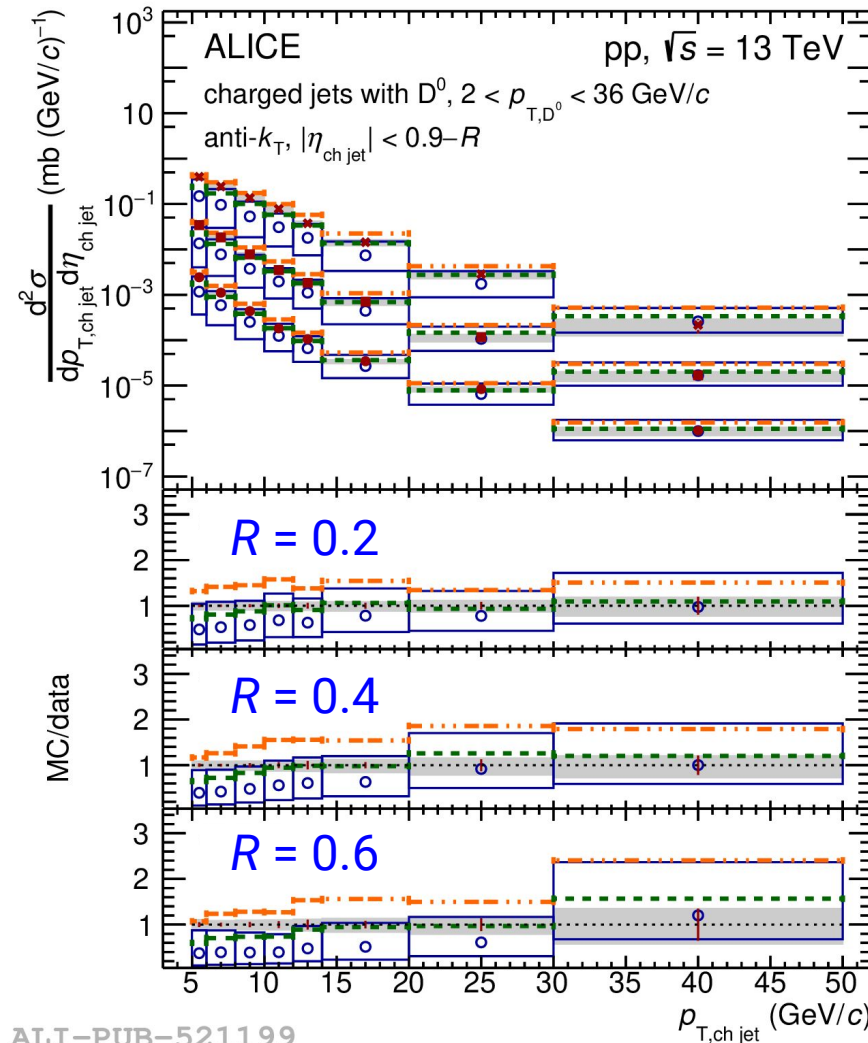 ALICE
pp, √s = 13 TeV
charged jets with D⁰, 2 < p_T,D⁰ < 36 GeV/c
anti-k_T, |η_ch jet| < 0.9–R
d²σ / dp_T,ch jet dη_ch jet (mb (GeV/c)⁻¹)
10³
10
10⁻¹
10⁻³
10⁻⁵
10⁻⁷
R = 0.2
3
2
1
R = 0.4
3
2
1
MC/data
R = 0.6
3
2
1
5 10 15 20 25 30 35 40 45 50
p_T,ch jet (GeV/c)
ALI-PUB-521199